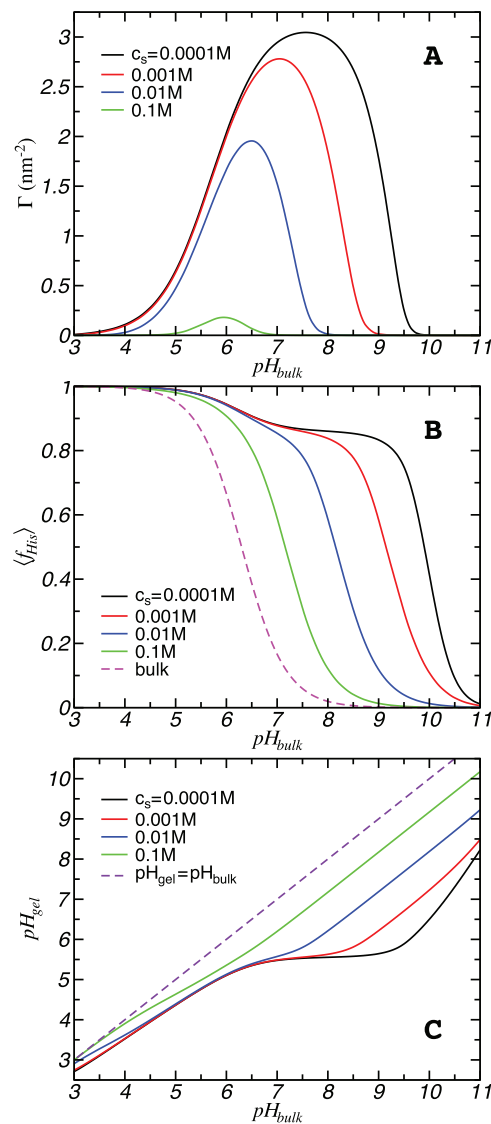 A
c_s=0.0001M
0.001M
0.01M
0.1M
Γ (nm⁻²)
3
2.5
2
1.5
1
0.5
0
3 4 5 6 7 8 9 10 11
pH_bulk
B
1
0.8
0.6
0.4
0.2
0
⟨f_His⟩
c_s=0.0001M
0.001M
0.01M
0.1M
bulk
3 4 5 6 7 8 9 10 11
pH_bulk
10
9
8
7
6
5
4
3
pH_gel
c_s=0.0001M
0.001M
0.01M
0.1M
pH_gel=pH_bulk
C
3 4 5 6 7 8 9 10 11
pH_bulk